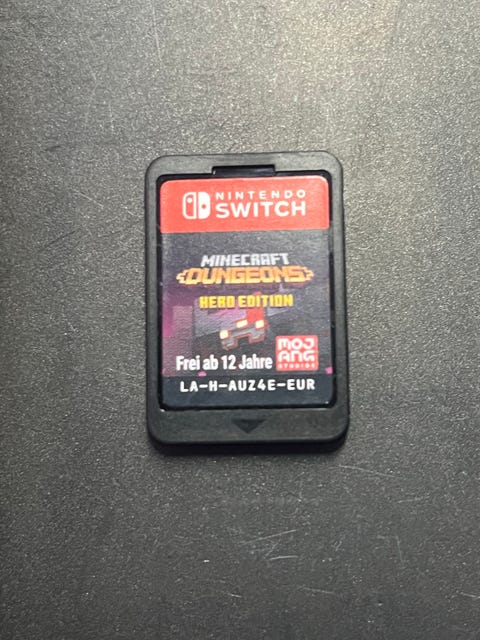 NINTENDO
SWITCH
MINECRAFT
DUNGEONS
HERO EDITION
Frei ab 12 Jahre
MOJ
ANG
STUDIOS
LA-H-AUZ4E-EUR